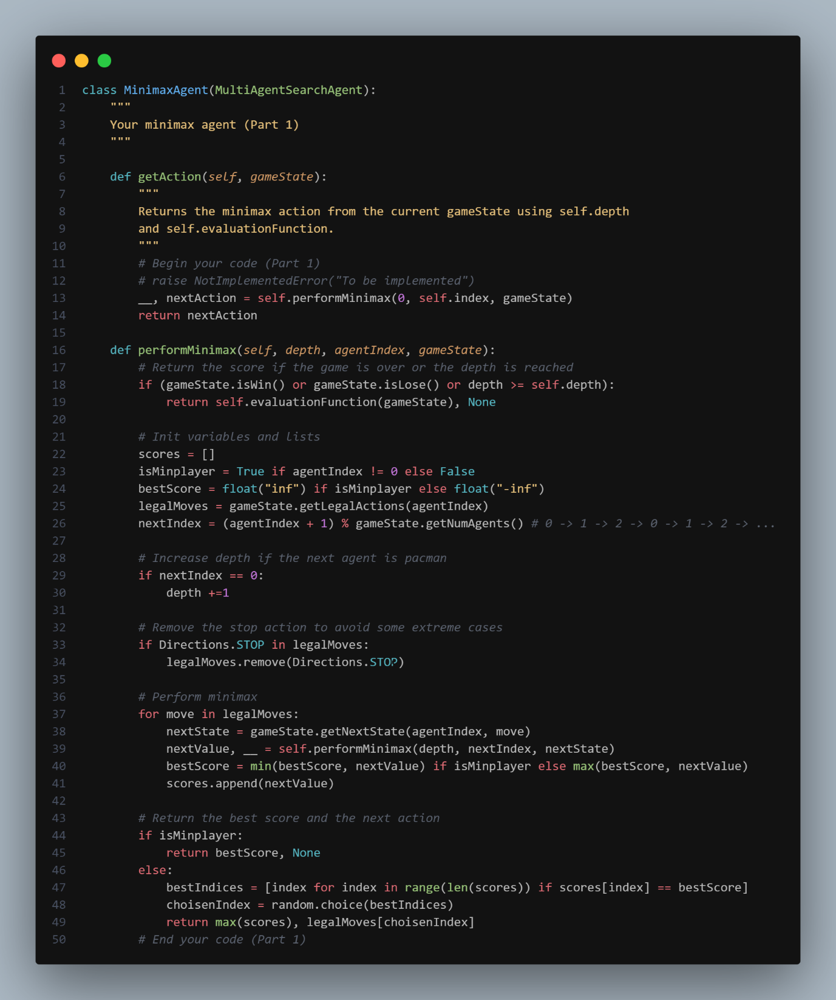 1 class MinimaxAgent(MultiAgentSearchAgent):
2     """
3     Your minimax agent (Part 1)
4     """
5
6     def getAction(self, gameState):
7         """
8         Returns the minimax action from the current gameState using self.depth
9         and self.evaluationFunction.
10         """
11         # Begin your code (Part 1)
12         # raise NotImplementedError("To be implemented")
13         __, nextAction = self.performMinimax(0, self.index, gameState)
14         return nextAction
15
16     def performMinimax(self, depth, agentIndex, gameState):
17         # Return the score if the game is over or the depth is reached
18         if (gameState.isWin() or gameState.isLose() or depth >= self.depth):
19             return self.evaluationFunction(gameState), None
20
21         # Init variables and lists
22         scores = []
23         isMinplayer = True if agentIndex != 0 else False
24         bestScore = float("inf") if isMinplayer else float("-inf")
25         legalMoves = gameState.getLegalActions(agentIndex)
26         nextIndex = (agentIndex + 1) % gameState.getNumAgents() # 0 -> 1 -> 2 -> 0 -> 1 -> 2 -> ...
27
28         # Increase depth if the next agent is pacman
29         if nextIndex == 0:
30             depth +=1
31
32         # Remove the stop action to avoid some extreme cases
33         if Directions.STOP in legalMoves:
34             legalMoves.remove(Directions.STOP)
35
36         # Perform minimax
37         for move in legalMoves:
38             nextState = gameState.getNextState(agentIndex, move)
39             nextValue, __ = self.performMinimax(depth, nextIndex, nextState)
40             bestScore = min(bestScore, nextValue) if isMinplayer else max(bestScore, nextValue)
41             scores.append(nextValue)
42
43         # Return the best score and the next action
44         if isMinplayer:
45             return bestScore, None
46         else:
47             bestIndices = [index for index in range(len(scores)) if scores[index] == bestScore]
48             choisenIndex = random.choice(bestIndices)
49             return max(scores), legalMoves[choisenIndex]
50         # End your code (Part 1)